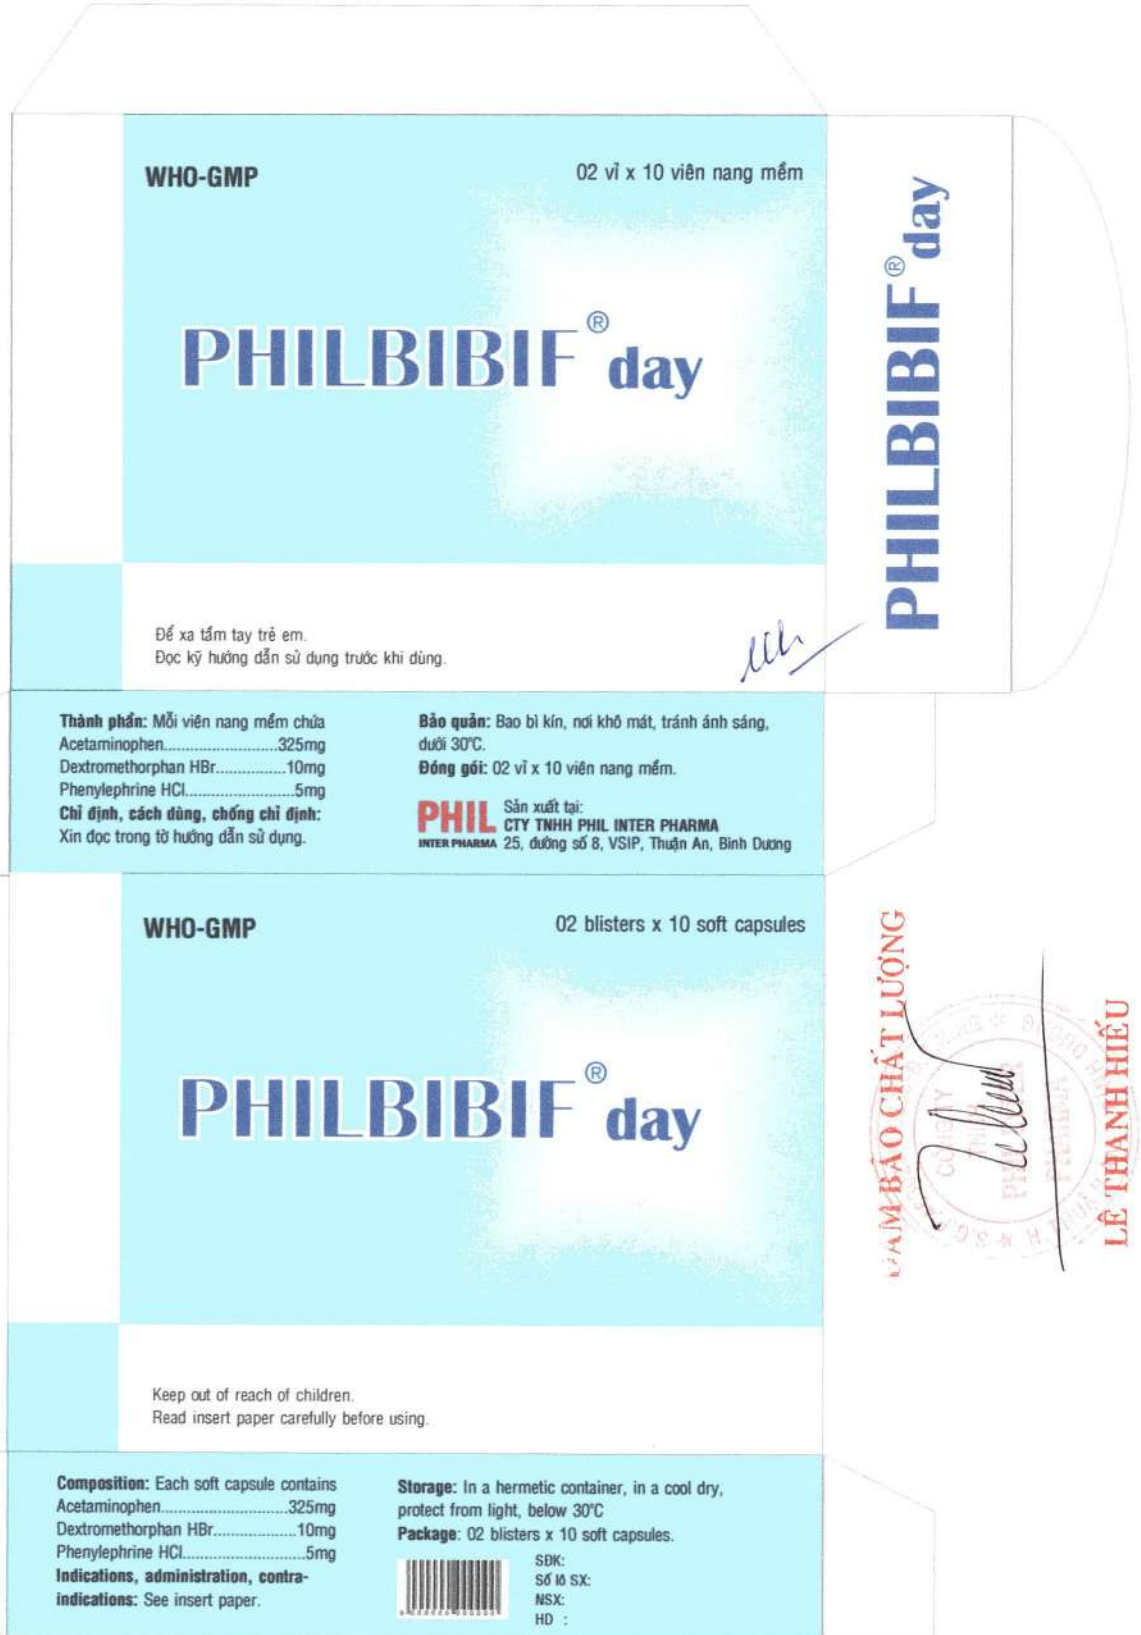 WHO-GMP
02 vỉ x 10 viên nang mềm
PHILBIBIF® day
PHILBIBIF® day
Để xa tầm tay trẻ em.
Đọc kỹ hướng dẫn sử dụng trước khi dùng.
Thành phần: Mỗi viên nang mềm chứa
Acetaminophen..........................325mg
Dextromethorphan HBr................10mg
Phenylephrine HCl.........................5mg
Chỉ định, cách dùng, chống chỉ định:
Xin đọc trong tờ hướng dẫn sử dụng.
Bảo quản: Bao bì kín, nơi khô mát, tránh ánh sáng,
dưới 30°C.
Đóng gói: 02 vỉ x 10 viên nang mềm.
PHIL
INTER PHARMA
Sản xuất tại:
CTY TNHH PHIL INTER PHARMA
25, đường số 8, VSIP, Thuận An, Bình Dương
WHO-GMP
02 blisters x 10 soft capsules
PHILBIBIF® day
ĐẢM BẢO CHẤT LƯỢNG
LÊ THANH HIẾU
Keep out of reach of children.
Read insert paper carefully before using.
Composition: Each soft capsule contains
Acetaminophen.............................325mg
Dextromethorphan HBr...................10mg
Phenylephrine HCl............................5mg
Indications, administration, contra-
indications: See insert paper.
Storage: In a hermetic container, in a cool dry,
protect from light, below 30°C
Package: 02 blisters x 10 soft capsules.
SĐK:
Số lô SX:
NSX:
HD :